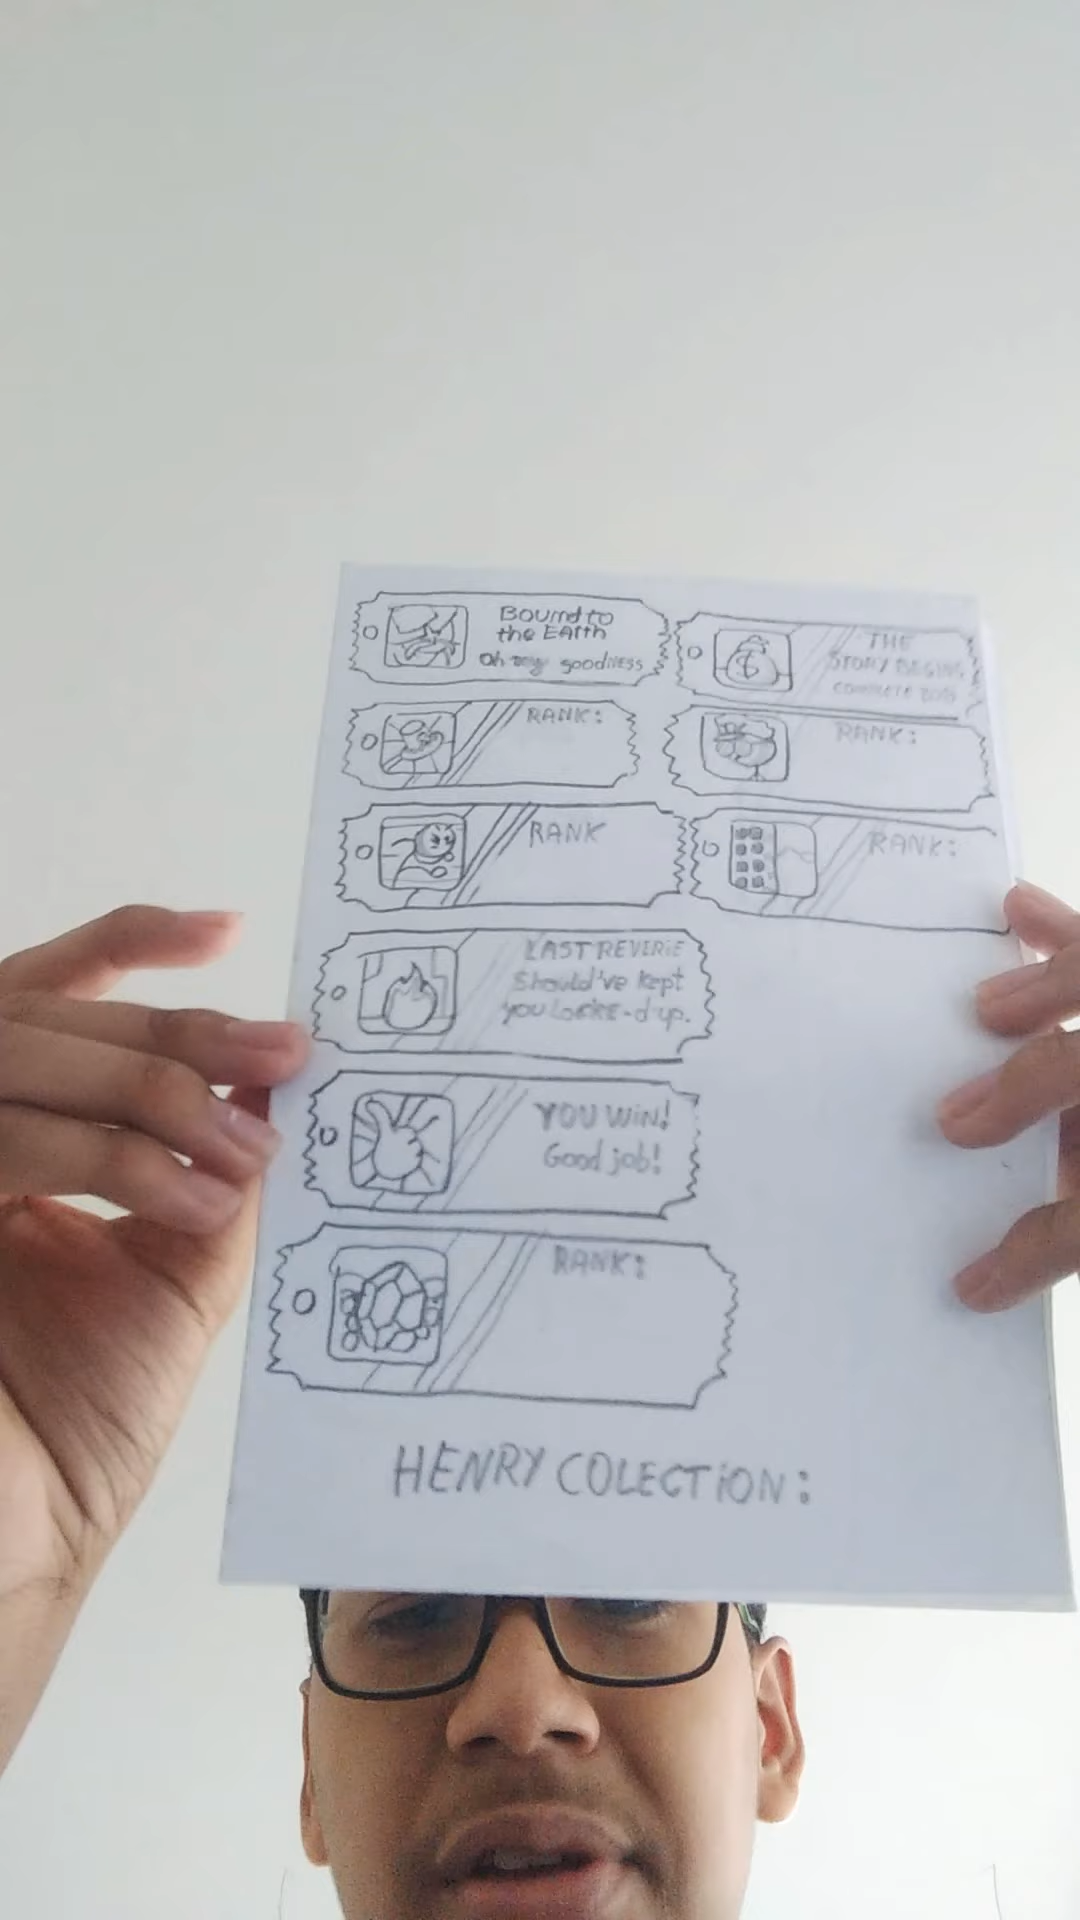 Bound to
the EArth
Oh my goodness
THE
STORY BEGINS
COMPLETE
RANK:
RANK:
RANK
RANK:
LAST REVERiE
Should've kept
you Locke-d up.
YOU WiN!
Good job!
RANK:
HENRY COLECTiON: